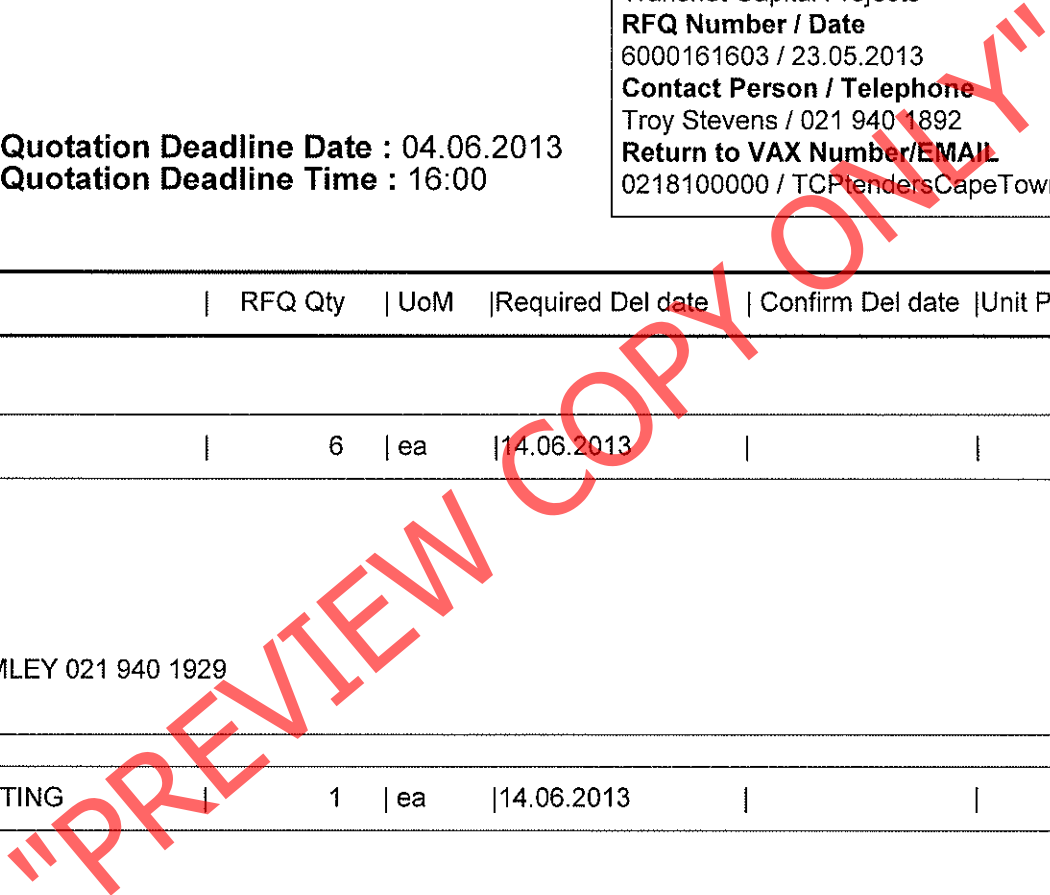 RFQ Number / Date
6000161603 / 23.05.2013
Contact Person / Telephone
Troy Stevens / 021 940 1892
Quotation Deadline Date : 04.06.2013
Return to VAX Number/EMAIL
Quotation Deadline Time : 16:00
0218100000 / TCPtendersCapeTow
| RFQ Qty | UoM |Required Del date | Confirm Del date |Unit P
| 6 | ea |14.06.2013 | |
MLEY 021 940 1929
TING | 1 | ea |14.06.2013 | |
"PREVIEW COPY ONLY"